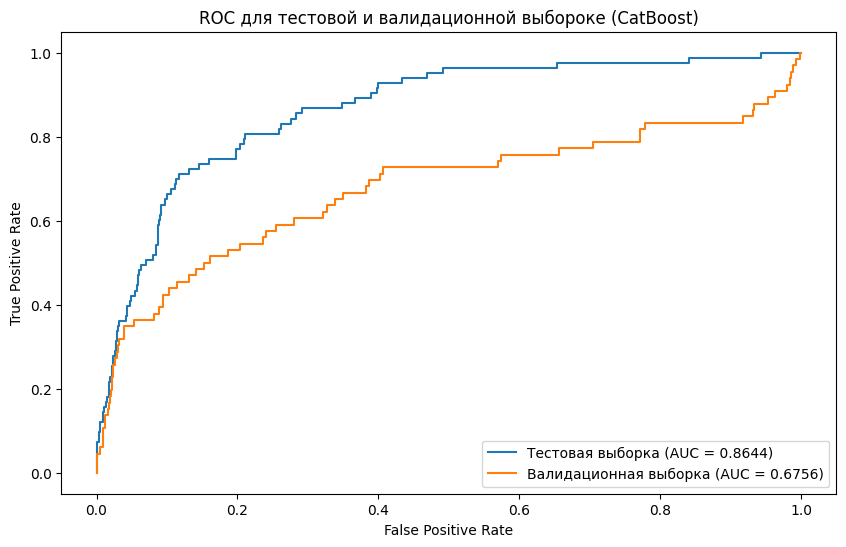 ROC для тестовой и валидационной выбороке (CatBoost)
True Positive Rate
1.0
0.8
0.6
0.4
0.2
0.0
0.0 0.2 0.4 0.6 0.8 1.0
False Positive Rate
Тестовая выборка (AUC = 0.8644)
Валидационная выборка (AUC = 0.6756)